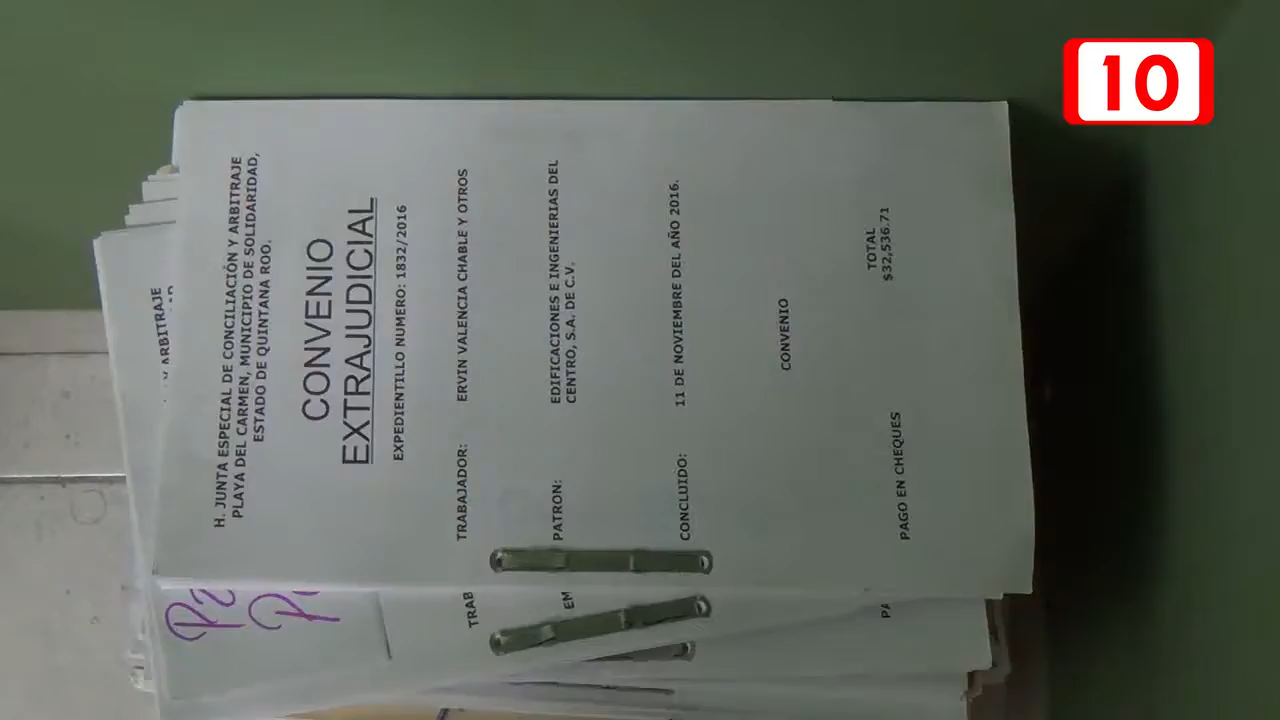 10
H. JUNTA ESPECIAL DE CONCILIACIÓN Y ARBITRAJE
PLAYA DEL CARMEN, MUNICIPIO DE SOLIDARIDAD,
ESTADO DE QUINTANA ROO.
CONVENIO
EXTRAJUDICIAL
EXPEDIENTILLO NUMERO: 1832/2016
TRABAJADOR: ERVIN VALENCIA CHABLE Y OTROS
PATRON: EDIFICACIONES E INGENIERIAS DEL
CENTRO, S.A. DE C.V.
CONCLUIDO: 11 DE NOVIEMBRE DEL AÑO 2016.
CONVENIO
TOTAL
PAGO EN CHEQUES $32,536.71
Y ARBITRAJE
TRAB
EM
PA